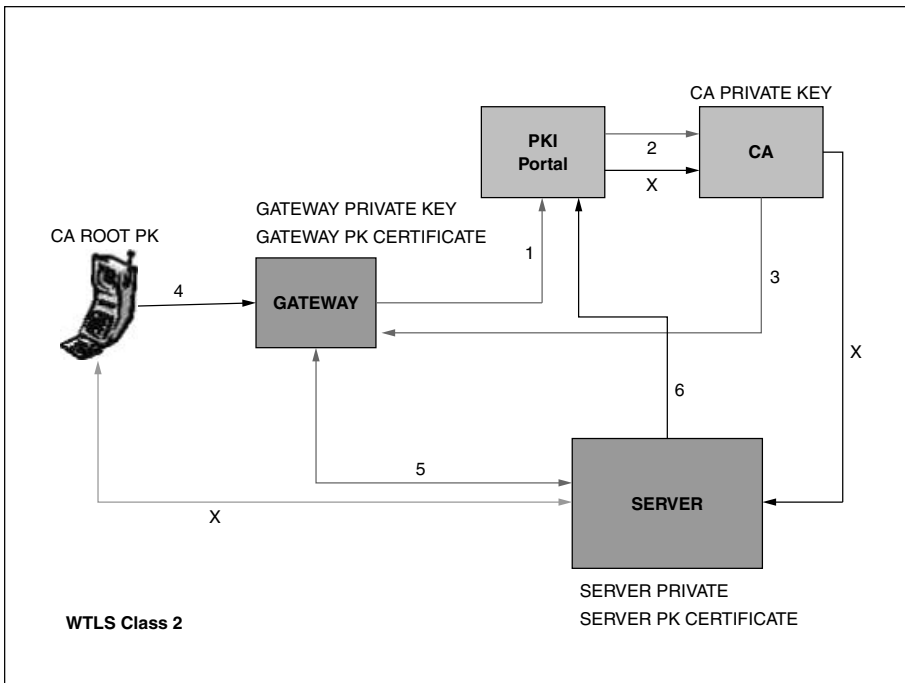 CA PRIVATE KEY
PKI
Portal
2
X
CA
GATEWAY PRIVATE KEY
GATEWAY PK CERTIFICATE
CA ROOT PK
1
3
4
GATEWAY
X
6
5
X
SERVER
SERVER PRIVATE
SERVER PK CERTIFICATE
WTLS Class 2